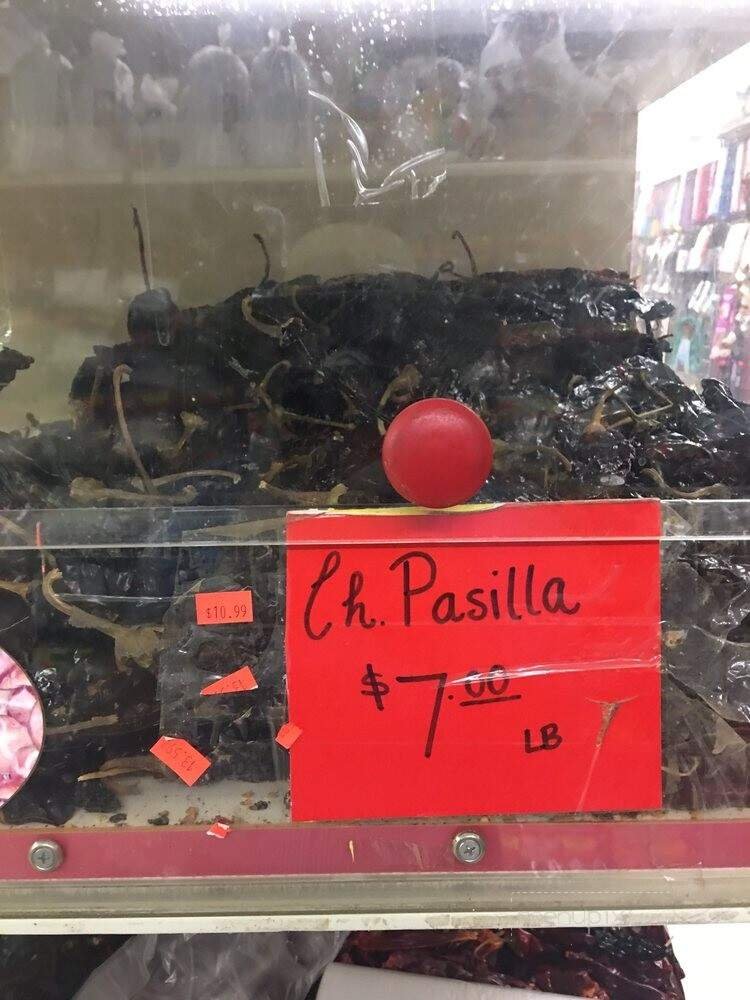 Ch. Pasilla
$7.00
LB
$10.99